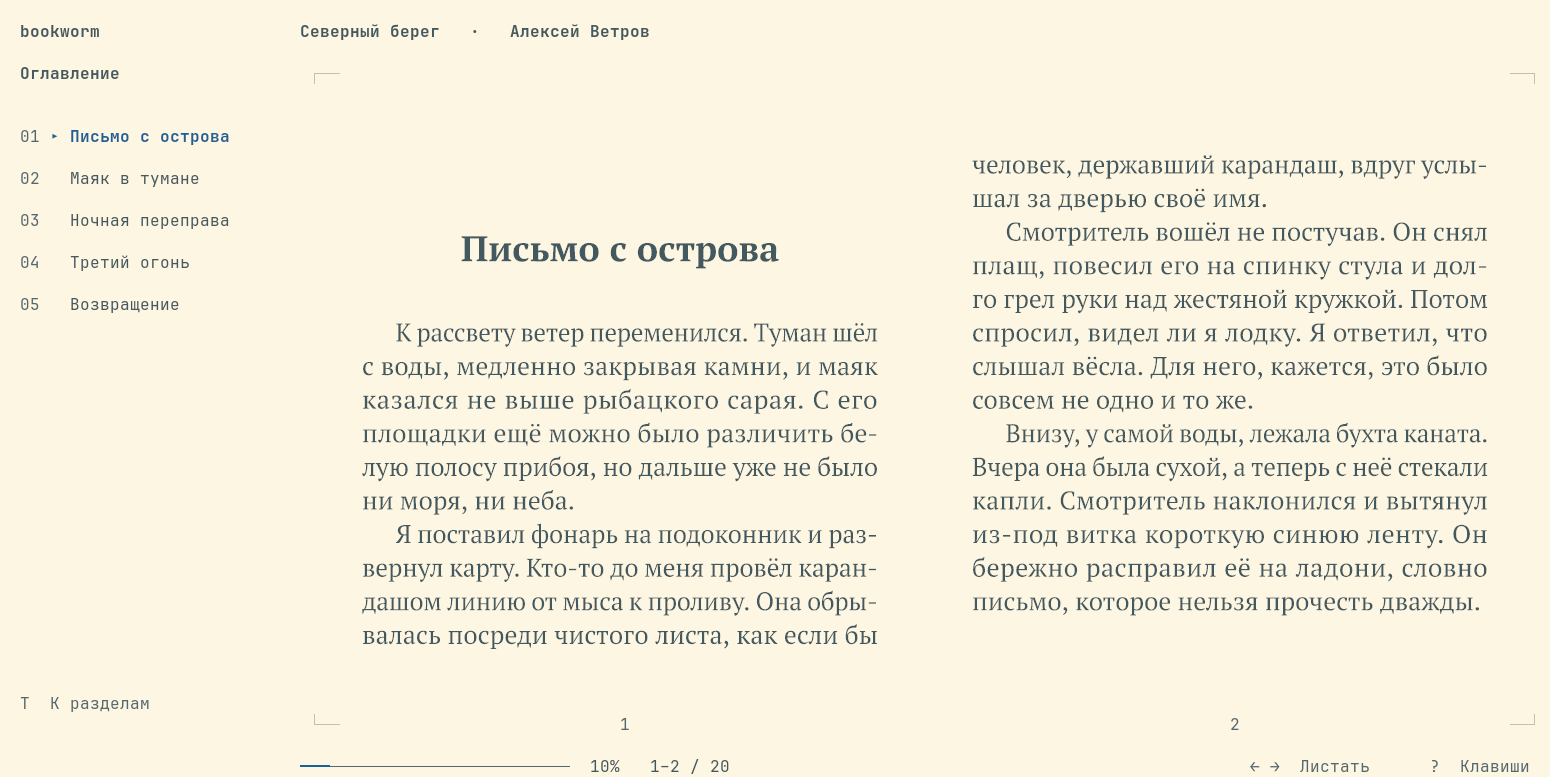 bookworm
Северный берег · Алексей Ветров
Оглавление
01 ▸ Письмо с острова
02 Маяк в тумане
03 Ночная переправа
04 Третий огонь
05 Возвращение
T К разделам
Письмо с острова
К рассвету ветер переменился. Туман шёл
с воды, медленно закрывая камни, и маяк
казался не выше рыбацкого сарая. С его
площадки ещё можно было различить бе-
лую полосу прибоя, но дальше уже не было
ни моря, ни неба.
Я поставил фонарь на подоконник и раз-
вернул карту. Кто-то до меня провёл каран-
дашом линию от мыса к проливу. Она обры-
валась посреди чистого листа, как если бы
1
человек, державший карандаш, вдруг услы-
шал за дверью своё имя.
Смотритель вошёл не постучав. Он снял
плащ, повесил его на спинку стула и дол-
го грел руки над жестяной кружкой. Потом
спросил, видел ли я лодку. Я ответил, что
слышал вёсла. Для него, кажется, это было
совсем не одно и то же.
Внизу, у самой воды, лежала бухта каната.
Вчера она была сухой, а теперь с неё стекали
капли. Смотритель наклонился и вытянул
из-под витка короткую синюю ленту. Он
бережно расправил её на ладони, словно
письмо, которое нельзя прочесть дважды.
2
10% 1–2 / 20
← → Листать ? Клавиши